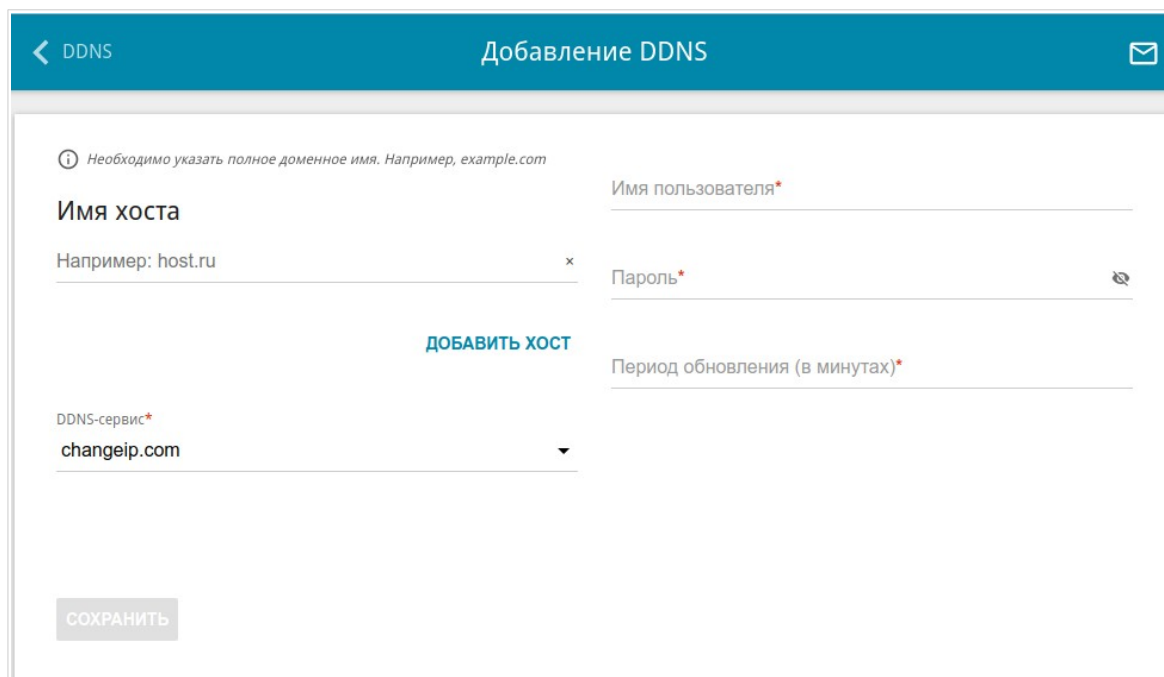 DDNS
Добавление DDNS
Необходимо указать полное доменное имя. Например, example.com
Имя хоста
Например: host.ru
×
ДОБАВИТЬ ХОСТ
DDNS-сервис*
changeip.com
СОХРАНИТЬ
Имя пользователя*
Пароль*
Период обновления (в минутах)*